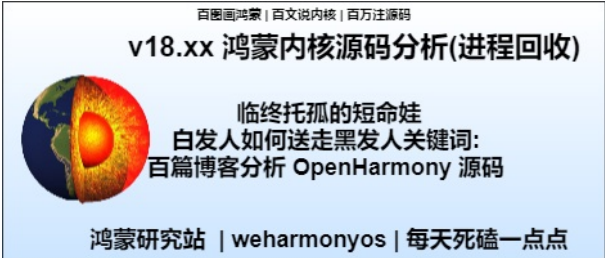 百图画鸿蒙 | 百文说内核 | 百万注源码
v18.xx 鸿蒙内核源码分析(进程回收)
临终托孤的短命娃
白发人如何送走黑发人关键词:
百篇博客分析 OpenHarmony 源码
鸿蒙研究站 | weharmonyos | 每天死磕一点点